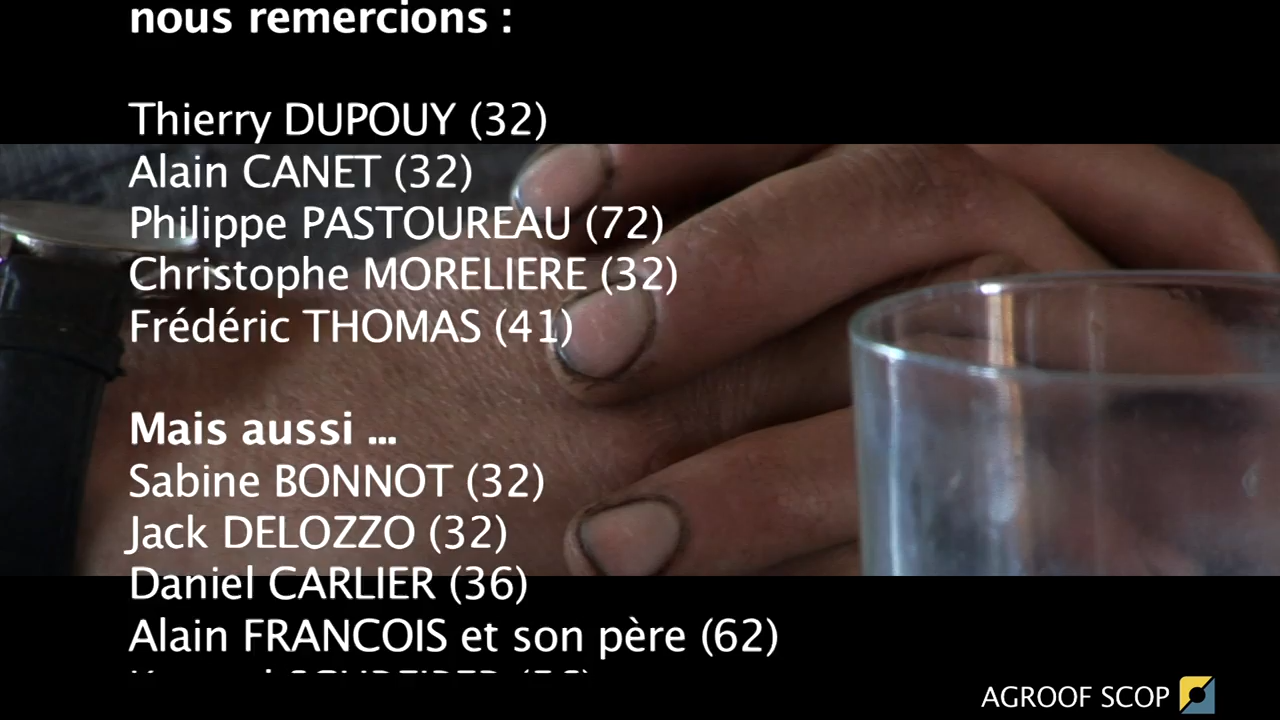 nous remercions :
Thierry DUPOUY (32)
Alain CANET (32)
Philippe PASTOUREAU (72)
Christophe MORELIERE (32)
Frédéric THOMAS (41)
Mais aussi ...
Sabine BONNOT (32)
Jack DELOZZO (32)
Daniel CARLIER (36)
Alain FRANCOIS et son père (62)
AGROOF SCOP